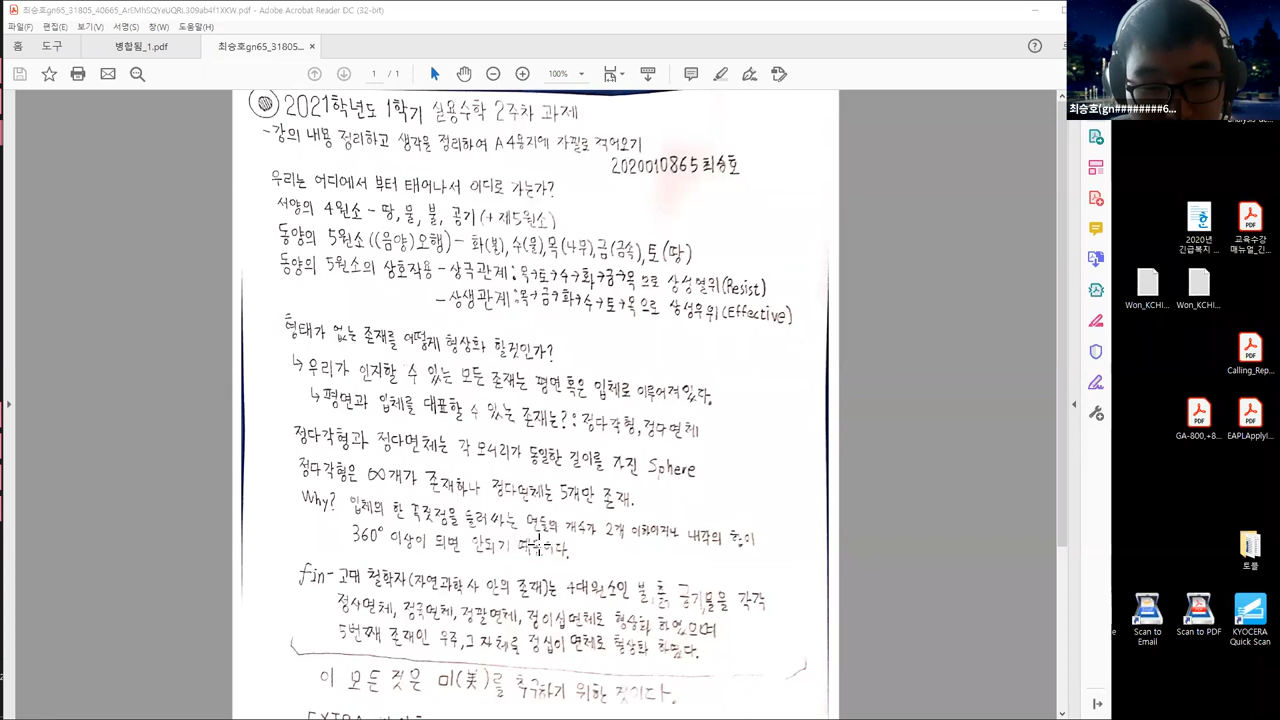 최승호gn65_31805_40665_ArEMhSQYeUQRL309ab4f1XKW.pdf - Adobe Acrobat Reader DC (32-bit)
파일(F) 편집(E) 보기(V) 서명(S) 창(W) 도움말(H)
홈 도구 병합됨_1.pdf 최승호gn65_31805... ×
1 / 1 100%
최승호(gn########6...
2021학년도 1학기 실용수학 2주차 과제
-강의 내용 정리하고 생각을 정리하여 A4용지에 자필로 적어오기
2020010865 최승호
우리는 어디에서 부터 태어나서 어디로 가는가?
서양의 4원소 - 땅, 물, 불, 공기(+제5원소)
동양의 5원소((음양)오행) - 화(불), 수(물), 목(나무), 금(금속), 토(땅)
동양의 5원소의 상호작용 - 상극관계: 목→토→수→화→금→목 으로 상성열위(Resist)
- 상생관계: 목→금→화→수→토→목으로 상성우위(Effective)
형태가 없는 존재를 어떻게 형상화 할것인가?
↳ 우리가 인지할 수 있는 모든 존재는 평면 혹은 입체로 이루어져있다.
↳ 평면과 입체를 대표할 수 있는 존재는?: 정다각형, 정다면체
정다각형과 정다면체는 각 모서리가 동일한 길이를 가진 Sphere
정다각형은 ∞개가 존재하나 정다면체는 5개만 존재.
Why? 입체의 한 꼭짓점을 둘러싸는 면들의 개수가 2개 이하이거나 내각의 합이
360° 이상이 되면 안되기 때문이다.
fin- 고대 철학자(자연과학사 안의 존재)는 4대원소인 불, 흙, 공기, 물을 각각
정사면체, 정육면체, 정팔면체, 정이십면체로 형상화 하였으며
5번째 존재인 우주, 그 자체를 정십이면체로 형상화 하였다.
이 모든 것은 미(美)를 추구하기 위한 것이다.
2020년
긴급복지 ...
교육수강
매뉴얼_긴...
Won_KCHI... Won_KCHI...
Calling_Rep...
GA-800,+8... EAPLApplyI...
토플
Scan to
Email
Scan to PDF
KYOCERA
Quick Scan